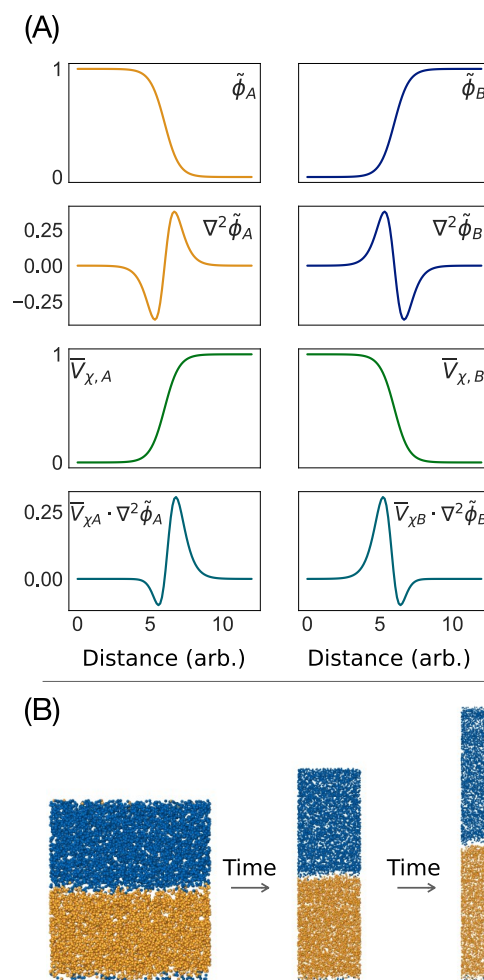 (A)
1
0
ϕ̃_A
ϕ̃_B
0.25
0.00
−0.25
∇²ϕ̃_A
∇²ϕ̃_B
1
0
V̅_χ,A
V̅_χ,B
0.25
0.00
V̅_χA · ∇²ϕ̃_A
V̅_χB · ∇²ϕ̃_B
0 5 10
0 5 10
Distance (arb.)
Distance (arb.)
(B)
Time
Time